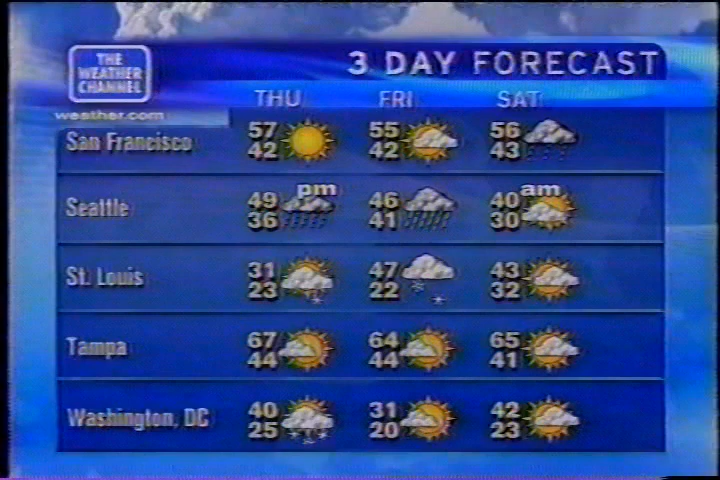 THE
WEATHER
CHANNEL
3 DAY FORECAST
THU FRI SAT
weather.com
San Francisco 57 42 55 42 56 43
Seattle 49 36 pm 46 41 40 30 am
St. Louis 31 23 47 22 43 32
Tampa 67 44 64 44 65 41
Washington, DC 40 25 31 20 42 23